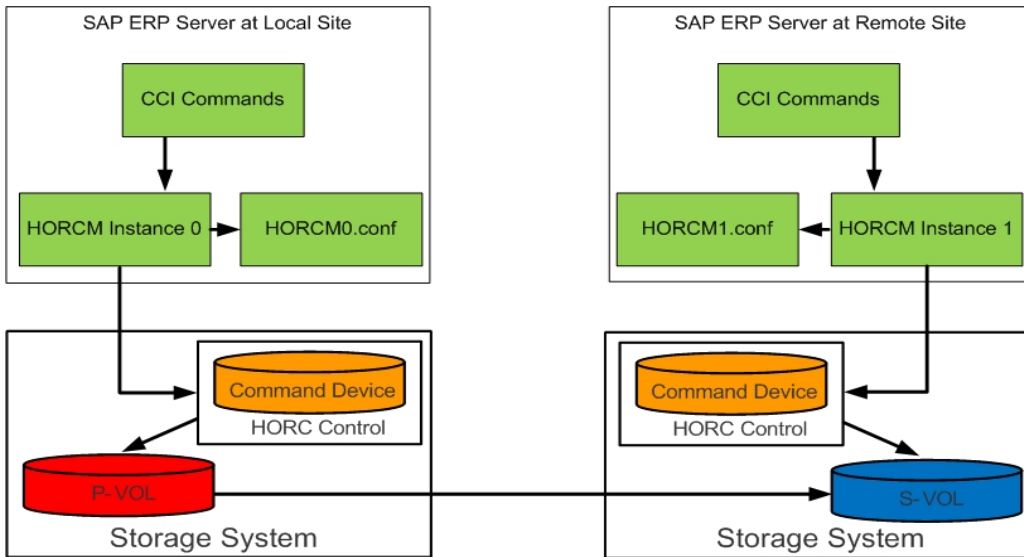 SAP ERP Server at Local Site
CCI Commands
HORCM Instance 0
HORCM0.conf
Command Device
HORC Control
P-VOL
Storage System
SAP ERP Server at Remote Site
CCI Commands
HORCM1.conf
HORCM Instance 1
Command Device
HORC Control
S-VOL
Storage System